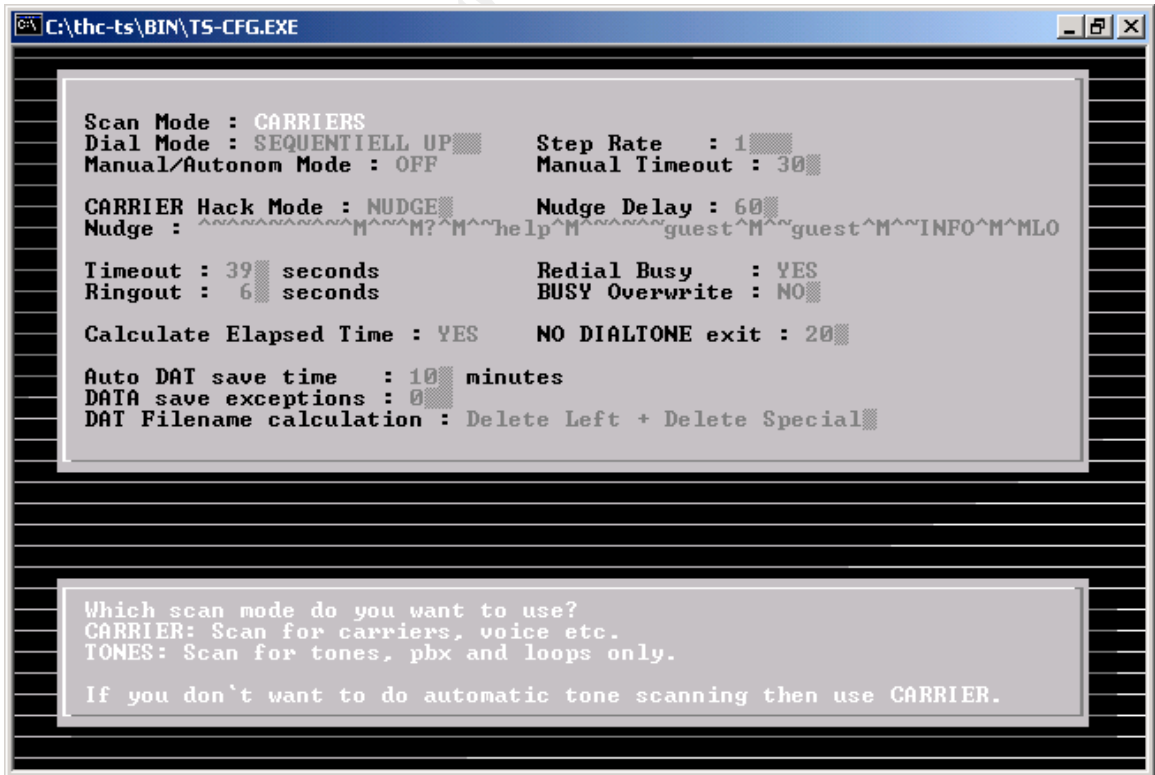 C:\thc-ts\BIN\TS-CFG.EXE
Scan Mode : CARRIERS
Dial Mode : SEQUENTIELL UP Step Rate : 1
Manual/Autonom Mode : OFF Manual Timeout : 30
CARRIER Hack Mode : NUDGE Nudge Delay : 60
Nudge : ^~^~^~^~^~^~^M^~^M?^M^~help^M^~^~^~guest^M^~guest^M^~INFO^M^MLO
Timeout : 39 seconds Redial Busy : YES
Ringout : 6 seconds BUSY Overwrite : NO
Calculate Elapsed Time : YES NO DIALTONE exit : 20
Auto DAT save time : 10 minutes
DATA save exceptions : 0
DAT Filename calculation : Delete Left + Delete Special
Which scan mode do you want to use?
CARRIER: Scan for carriers, voice etc.
TONES: Scan for tones, pbx and loops only.
If you don`t want to do automatic tone scanning then use CARRIER.